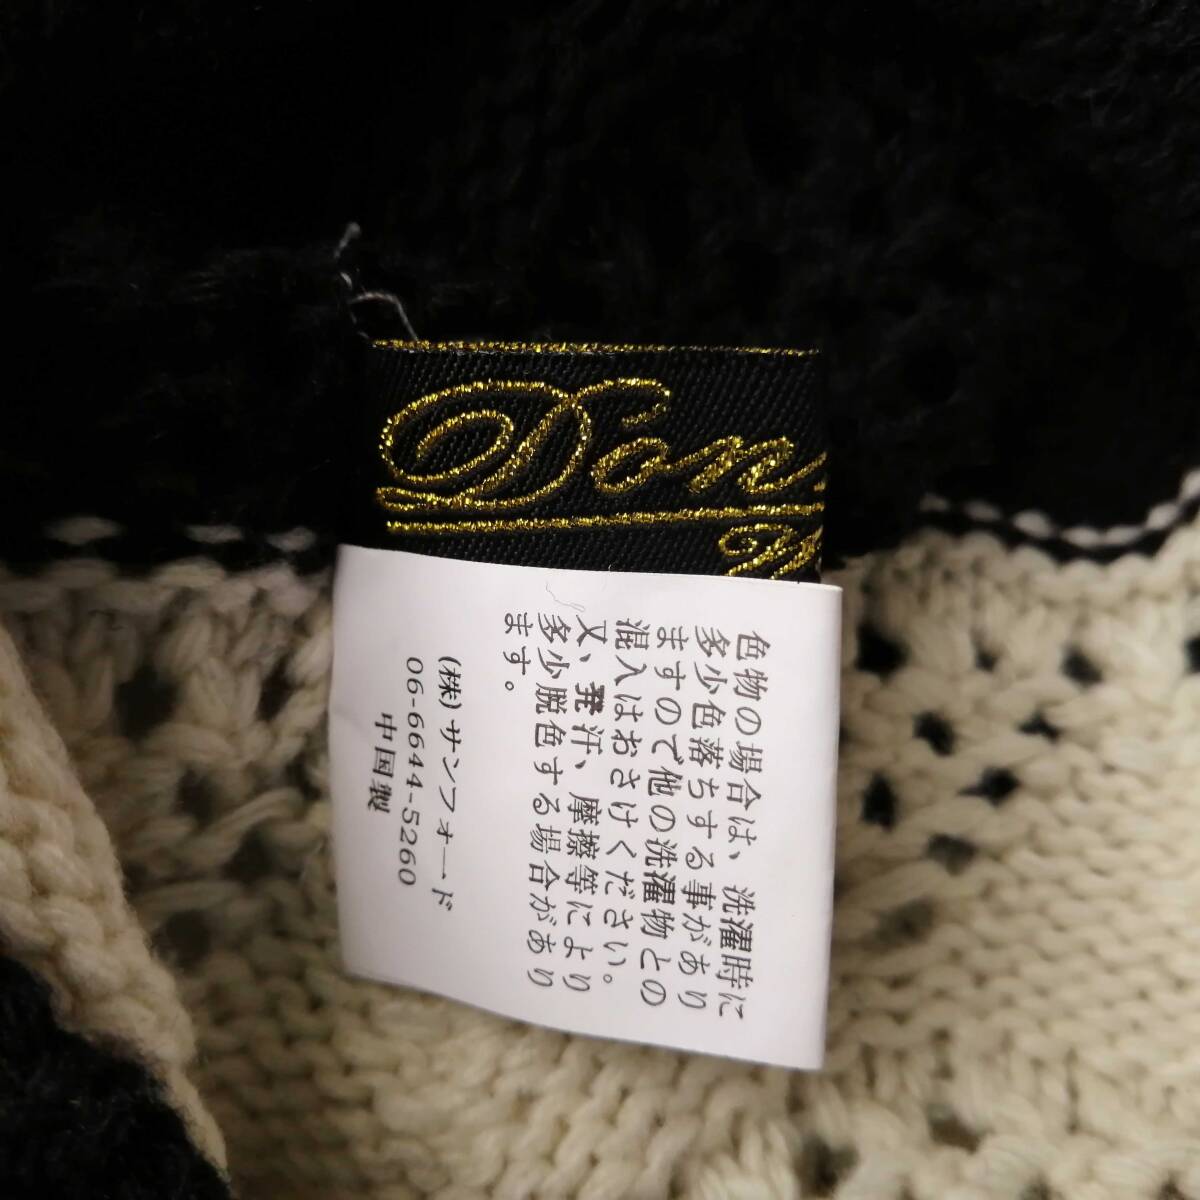 Don
色物の場合は、洗濯時に
多少色落ちする事があり
ますので他の洗濯物との
混入はおさけください。
又、発汗、摩擦等により
多少脱色する場合があり
ます。
(株)サンフォード
06-6644-5260
中国製